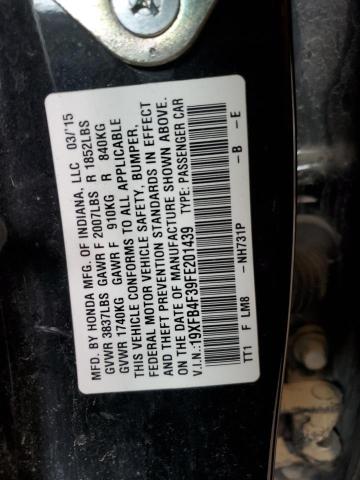 MFD. BY HONDA MFG. OF INDIANA, LLC 03/'15
GVWR 3837LBS GAWR F 2007LBS R 1852LBS
GVWR 1740KG GAWR F 910KG R 840KG
THIS VEHICLE CONFORMS TO ALL APPLICABLE
FEDERAL MOTOR VEHICLE SAFETY, BUMPER,
THEFT PREVENTION STANDARDS IN EFFECT
ON THE DATE OF MANUFACTURE SHOWN ABOVE.
V.I.N.:19XFB4F39FE201439 TYPE: PASSENGER CAR
TT1 F LM8 -NH731P -B -E